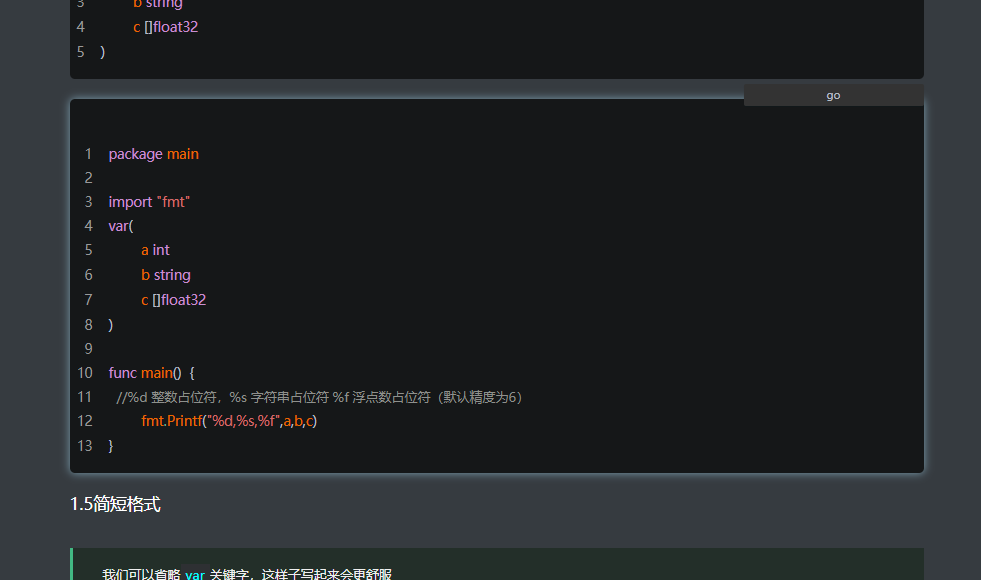 3 b string
4 c []float32
5 )
go
1 package main
2
3 import "fmt"
4 var(
5 a int
6 b string
7 c []float32
8 )
9
10 func main() {
11 //%d 整数占位符，%s 字符串占位符 %f 浮点数占位符（默认精度为6）
12 fmt.Printf("%d,%s,%f",a,b,c)
13 }
1.5简短格式
我们可以省略 var 关键字，这样子写起来会更舒服